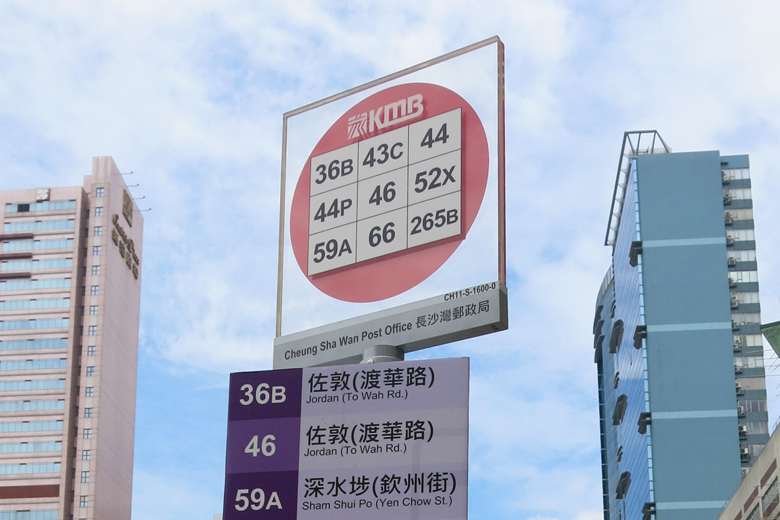 KMB
36B 43C 44
44P 46 52X
59A 66 265B
CH11-S-1600-0
Cheung Sha Wan Post Office 長沙灣郵政局
36B 佐敦(渡華路)
Jordan (To Wah Rd.)
46 佐敦(渡華路)
Jordan (To Wah Rd.)
59A 深水埗(欽州街)
Sham Shui Po (Yen Chow St.)